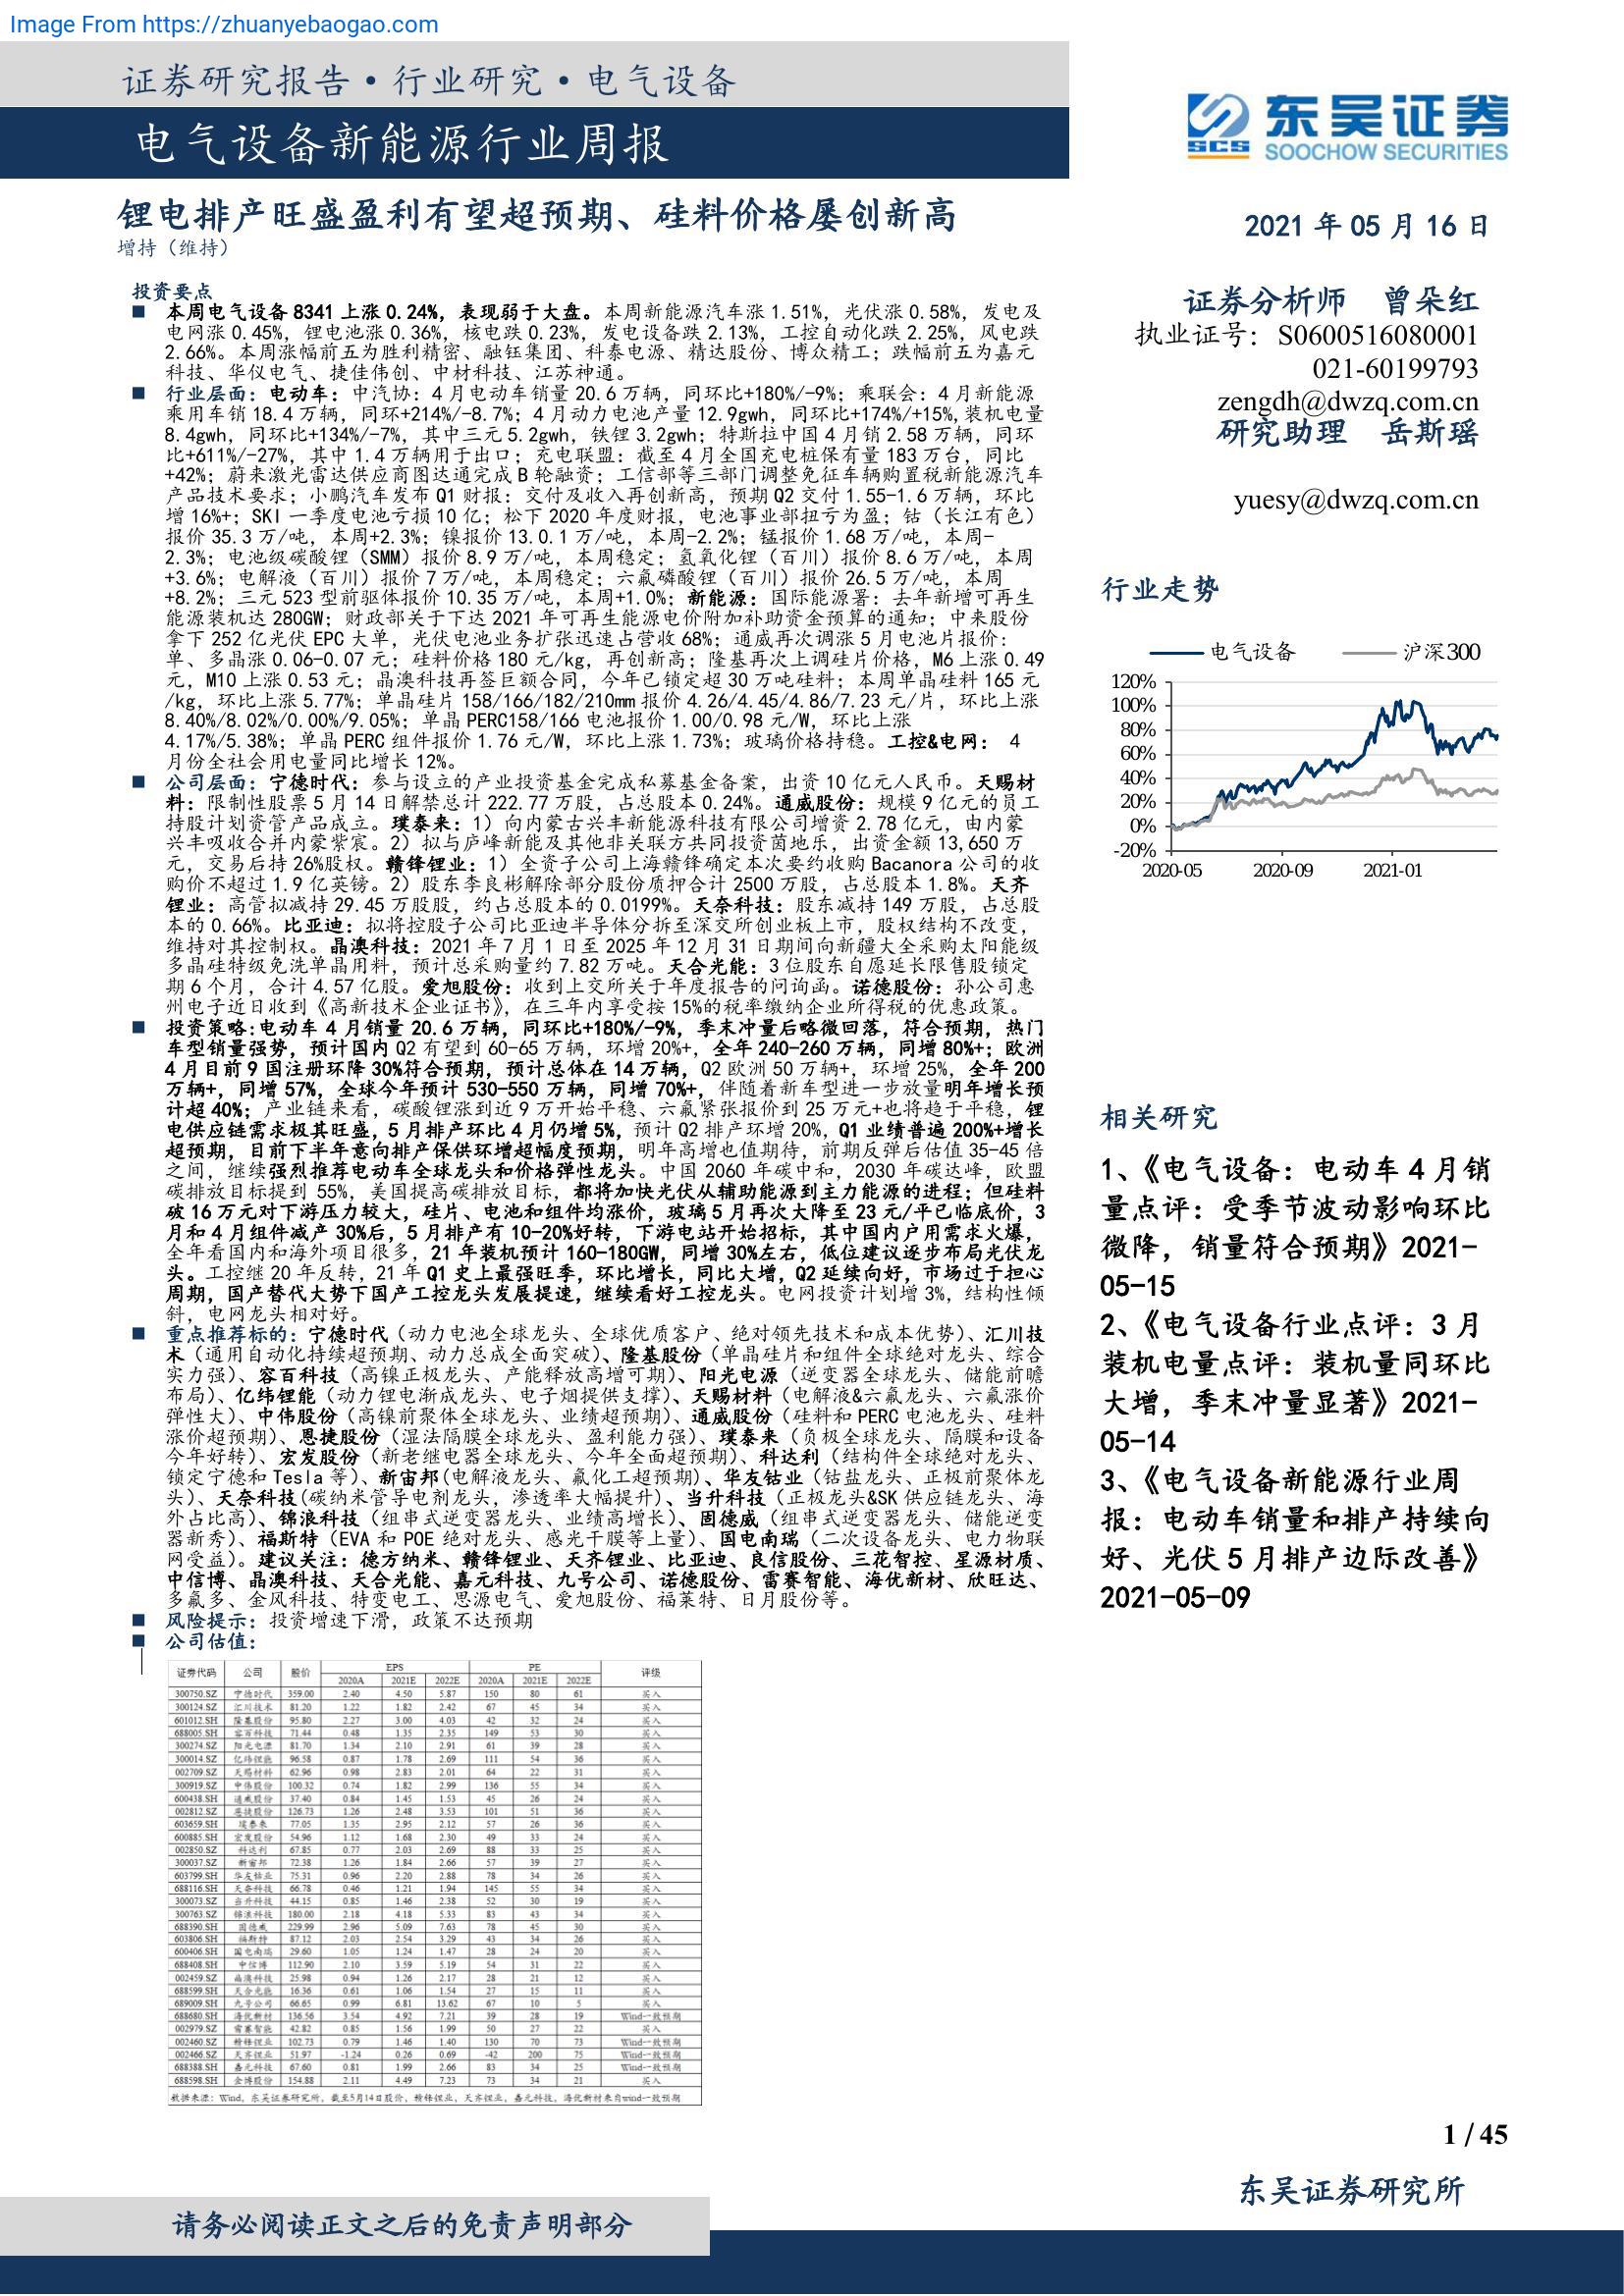 Image From https://zhuanyebaogao.com
证券研究报告·行业研究·电气设备
电气设备新能源行业周报
东吴证券
SCS
SOOCHOW SECURITIES
锂电排产旺盛盈利有望超预期、硅料价格屡创新高
增持（维持）
投资要点
■ 本周电气设备 8341 上涨 0.24%，表现弱于大盘。本周新能源汽车涨 1.51%，光伏涨 0.58%，发电及
电网涨 0.45%，锂电池涨 0.36%，核电跌 0.23%，发电设备跌 2.13%，工控自动化跌 2.25%，风电跌
2.66%。本周涨幅前五为胜利精密、融钰集团、科泰电源、精达股份、博众精工；跌幅前五为嘉元
科技、华仪电气、捷佳伟创、中材科技、江苏神通。
■ 行业层面：电动车：中汽协：4 月电动车销量 20.6 万辆，同环比+180%/-9%；乘联会：4 月新能源
乘用车销 18.4 万辆，同环+214%/-8.7%；4 月动力电池产量 12.9gwh，同环比+174%/+15%,装机电量
8.4gwh，同环比+134%/-7%，其中三元 5.2gwh，铁锂 3.2gwh；特斯拉中国 4 月销 2.58 万辆，同环
比+611%/-27%，其中 1.4 万辆用于出口；充电联盟：截至 4 月全国充电桩保有量 183 万台，同比
+42%；蔚来激光雷达供应商图达通完成 B 轮融资；工信部等三部门调整免征车辆购置税新能源汽车
产品技术要求；小鹏汽车发布 Q1 财报：交付及收入再创新高，预期 Q2 交付 1.55-1.6 万辆，环比
增 16%+；SKI 一季度电池亏损 10 亿；松下 2020 年度财报，电池事业部扭亏为盈；钴（长江有色）
报价 35.3 万/吨，本周+2.3%；镍报价 13.0.1 万/吨，本周-2.2%；锰报价 1.68 万/吨，本周-
2.3%；电池级碳酸锂（SMM）报价 8.9 万/吨，本周稳定；氢氧化锂（百川）报价 8.6 万/吨，本周
+3.6%；电解液（百川）报价 7 万/吨，本周稳定；六氟磷酸锂（百川）报价 26.5 万/吨，本周
+8.2%；三元 523 型前驱体报价 10.35 万/吨，本周+1.0%；新能源：国际能源署：去年新增可再生
能源装机达 280GW；财政部关于下达 2021 年可再生能源电价附加补助资金预算的通知；中来股份
拿下 252 亿光伏 EPC 大单，光伏电池业务扩张迅速占营收 68%；通威再次调涨 5 月电池片报价：
单、多晶涨 0.06-0.07 元；硅料价格 180 元/kg，再创新高；隆基再次上调硅片价格，M6 上涨 0.49
元，M10 上涨 0.53 元；晶澳科技再签巨额合同，今年已锁定超 30 万吨硅料；本周单晶硅料 165 元
/kg，环比上涨 5.77%；单晶硅片 158/166/182/210mm 报价 4.26/4.45/4.86/7.23 元/片，环比上涨
8.40%/8.02%/0.00%/9.05%；单晶 PERC158/166 电池报价 1.00/0.98 元/W，环比上涨
4.17%/5.38%；单晶 PERC 组件报价 1.76 元/W，环比上涨 1.73%；玻璃价格持稳。工控&电网： 4
月份全社会用电量同比增长 12%。
■ 公司层面：宁德时代：参与设立的产业投资基金完成私募基金备案，出资 10 亿元人民币。天赐材
料：限制性股票 5 月 14 日解禁总计 222.77 万股，占总股本 0.24%。通威股份：规模 9 亿元的员工
持股计划资管产品成立。璞泰来：1）向内蒙古兴丰新能源科技有限公司增资 2.78 亿元，由内蒙
兴丰吸收合并内蒙紫宸。2）拟与庐峰新能及其他非关联方共同投资茵地乐，出资金额 13,650 万
元，交易后持 26%股权。赣锋锂业：1）全资子公司上海赣锋确定本次要约收购 Bacanora 公司的收
购价不超过 1.9 亿英镑。2）股东李良彬解除部分股份质押合计 2500 万股，占总股本 1.8%。天齐
锂业：高管拟减持 29.45 万股股，约占总股本的 0.0199%。天奈科技：股东减持 149 万股，占总股
本的 0.66%。比亚迪：拟将控股子公司比亚迪半导体分拆至深交所创业板上市，股权结构不改变，
维持对其控制权。晶澳科技：2021 年 7 月 1 日至 2025 年 12 月 31 日期间向新疆大全采购太阳能级
多晶硅特级免洗单晶用料，预计总采购量约 7.82 万吨。天合光能：3 位股东自愿延长限售股锁定
期 6 个月，合计 4.57 亿股。爱旭股份：收到上交所关于年度报告的问询函。诺德股份：孙公司惠
州电子近日收到《高新技术企业证书》，在三年内享受按 15%的税率缴纳企业所得税的优惠政策。
■ 投资策略：电动车 4 月销量 20.6 万辆，同环比+180%/-9%，季末冲量后略微回落，符合预期，热门
车型销量强势，预计国内 Q2 有望到 60-65 万辆，环增 20%+，全年 240-260 万辆，同增 80%+；欧洲
4 月目前 9 国注册环降 30%符合预期，预计总体在 14 万辆，Q2 欧洲 50 万辆+，环增 25%，全年 200
万辆+，同增 57%，全球今年预计 530-550 万辆，同增 70%+，伴随着新车型进一步放量明年增长预
计超 40%；产业链来看，碳酸锂涨到近 9 万开始平稳、六氟紧张报价到 25 万元+也将趋于平稳，锂
电供应链需求极其旺盛，5 月排产环比 4 月仍增 5%，预计 Q2 排产环增 20%，Q1 业绩普遍 200%+增长
超预期，目前下半年意向排产保供环增超幅度预期，明年高增也值期待，前期反弹后估值 35-45 倍
之间，继续强烈推荐电动车全球龙头和价格弹性龙头。中国 2060 年碳中和，2030 年碳达峰，欧盟
碳排放目标提到 55%，美国提高碳排放目标，都将加快光伏从辅助能源到主力能源的进程；但硅料
破 16 万元对下游压力较大，硅片、电池和组件均涨价，玻璃 5 月再次大降至 23 元/平已临底价，3
月和 4 月组件减产 30%后，5 月排产有 10-20%好转，下游电站开始招标，其中国内户用需求火爆，
全年看国内和海外项目很多，21 年装机预计 160-180GW，同增 30%左右，低位建议逐步布局光伏龙
头。工控继 20 年反转，21 年 Q1 史上最强旺季，环比增长，同比大增，Q2 延续向好，市场过于担心
周期，国产替代大势下国产工控龙头发展提速，继续看好工控龙头。电网投资计划增 3%，结构性倾
斜，电网龙头相对好。
■ 重点推荐标的：宁德时代（动力电池全球龙头、全球优质客户、绝对领先技术和成本优势）、汇川技
术（通用自动化持续超预期、动力总成全面突破）、隆基股份（单晶硅片和组件全球绝对龙头、综合
实力强）、容百科技（高镍正极龙头、产能释放高增可期）、阳光电源（逆变器全球龙头、储能前瞻
布局）、亿纬锂能（动力锂电渐成龙头、电子烟提供支撑）、天赐材料（电解液&六氟龙头、六氟涨价
弹性大）、中伟股份（高镍前聚体全球龙头、业绩超预期）、通威股份（硅料和 PERC 电池龙头、硅料
涨价超预期）、恩捷股份（湿法隔膜全球龙头、盈利能力强）、璞泰来（负极全球龙头、隔膜和设备
今年好转）、宏发股份（新老继电器全球龙头、今年全面超预期）、科达利（结构件全球绝对龙头、
锁定宁德和 Tesla 等）、新宙邦(电解液龙头、氟化工超预期)、华友钴业（钴盐龙头、正极前聚体龙
头)、天奈科技(碳纳米管导电剂龙头，渗透率大幅提升)、当升科技（正极龙头&SK 供应链龙头、海
外占比高)、锦浪科技（组串式逆变器龙头、业绩高增长）、固德威（组串式逆变器龙头、储能逆变
器新秀）、福斯特（EVA 和 POE 绝对龙头、感光干膜等上量）、国电南瑞（二次设备龙头、电力物联
网受益）。建议关注：德方纳米、赣锋锂业、天齐锂业、比亚迪、良信股份、三花智控、星源材质、
中信博、晶澳科技、天合光能、嘉元科技、九号公司、诺德股份、雷赛智能、海优新材、欣旺达、
多氟多、金风科技、特变电工、思源电气、爱旭股份、福莱特、日月股份等。
■ 风险提示：投资增速下滑，政策不达预期
■ 公司估值：
证券代码 公司 股价 EPS PE 评级
2020A 2021E 2022E 2020A 2021E 2022E
300750.SZ 宁德时代 359.00 2.40 4.50 5.87 150 80 61 买入
300124.SZ 汇川技术 81.20 1.22 1.82 2.42 67 45 34 买入
601012.SH 隆基股份 95.80 2.27 3.00 4.03 42 32 24 买入
688005.SH 容百科技 71.44 0.48 1.35 2.35 149 53 30 买入
300274.SZ 阳光电源 81.70 1.34 2.10 2.91 61 39 28 买入
300014.SZ 亿纬锂能 96.58 0.87 1.78 2.69 111 54 36 买入
002709.SZ 天赐材料 62.96 0.98 2.83 2.01 64 22 31 买入
300919.SZ 中伟股份 100.32 0.74 1.82 2.99 136 55 34 买入
600438.SH 通威股份 37.40 0.84 1.45 1.53 45 26 24 买入
002812.SZ 恩捷股份 126.73 1.26 2.48 3.53 101 51 36 买入
603659.SH 璞泰来 77.05 1.35 2.95 2.12 57 26 36 买入
600885.SH 宏发股份 54.96 1.12 1.68 2.30 49 33 24 买入
002850.SZ 科达利 67.85 0.77 2.03 2.69 88 33 25 买入
300037.SZ 新宙邦 72.38 1.26 1.84 2.66 57 39 27 买入
603799.SH 华友钴业 75.31 0.96 2.20 2.88 78 34 26 买入
688116.SH 天奈科技 66.78 0.46 1.21 1.94 145 55 34 买入
300073.SZ 当升科技 44.15 0.85 1.46 2.38 52 30 19 买入
300763.SZ 锦浪科技 180.00 2.18 4.18 5.33 83 43 34 买入
688390.SH 固德威 229.99 2.96 5.09 7.63 78 45 30 买入
603806.SH 福斯特 87.12 2.03 2.54 3.29 43 34 26 买入
600406.SH 国电南瑞 29.60 1.05 1.24 1.47 28 24 20 买入
688408.SH 中信博 112.90 2.10 3.59 5.19 54 31 22 买入
002459.SZ 晶澳科技 25.98 0.94 1.26 2.17 28 21 12 买入
688599.SH 天合光能 16.36 0.61 1.06 1.54 27 15 11 买入
689009.SH 九号公司 66.65 0.99 6.81 13.62 67 10 5 买入
688680.SH 海优新材 136.56 3.54 4.92 7.21 39 28 19 Wind一致预期
002979.SZ 雷赛智能 42.82 0.85 1.56 1.99 50 27 22 买入
002460.SZ 赣锋锂业 102.73 0.79 1.46 1.40 130 70 73 Wind一致预期
002466.SZ 天齐锂业 51.97 -1.24 0.26 0.69 -42 200 75 Wind一致预期
688388.SH 嘉元科技 67.60 0.81 1.99 2.66 83 34 25 Wind一致预期
688598.SH 金博股份 154.88 2.11 4.49 7.23 73 34 21 买入
数据来源：Wind，东吴证券研究所，截至5月14日股价，赣锋锂业，天齐锂业，嘉元科技，海优新材来自wind一致预期
2021 年 05 月 16 日
证券分析师 曾朵红
执业证号：S0600516080001
021-60199793
zengdh@dwzq.com.cn
研究助理 岳斯瑶
yuesy@dwzq.com.cn
行业走势
电气设备 沪深300
120%
100%
80%
60%
40%
20%
0%
-20%
2020-05 2020-09 2021-01
相关研究
1、《电气设备：电动车 4 月销
量点评：受季节波动影响环比
微降，销量符合预期》2021-
05-15
2、《电气设备行业点评：3 月
装机电量点评：装机量同环比
大增，季末冲量显著》2021-
05-14
3、《电气设备新能源行业周
报：电动车销量和排产持续向
好、光伏 5 月排产边际改善》
2021-05-09
1 / 45
东吴证券研究所
请务必阅读正文之后的免责声明部分